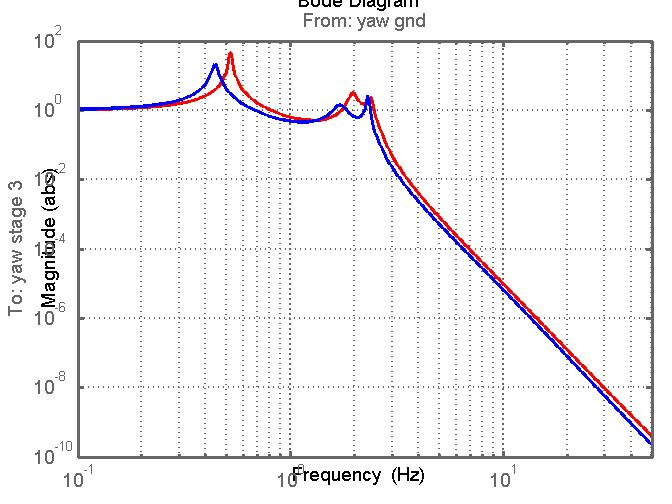 Bode Diagram
From: yaw gnd
To: yaw stage 3
Magnitude (abs)
10^2
10^0
10^-2
10^-4
10^-6
10^-8
10^-10
10^-1
10^0
10^1
Frequency (Hz)